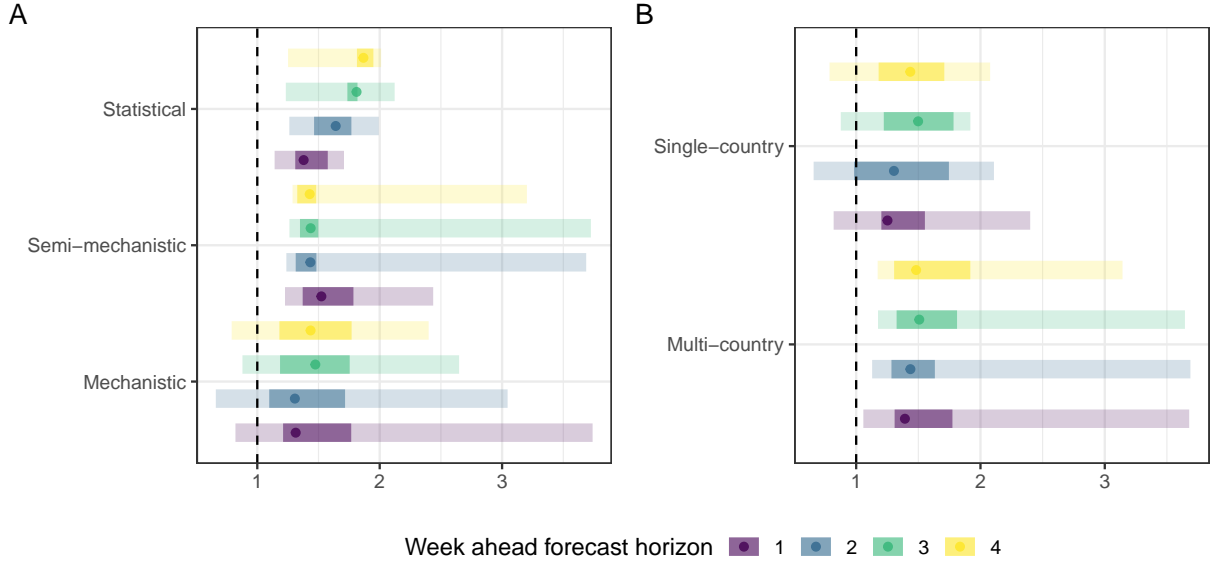 A
Statistical
Semi−mechanistic
Mechanistic
1 2 3
B
Single−country
Multi−country
1 2 3
Week ahead forecast horizon 1 2 3 4